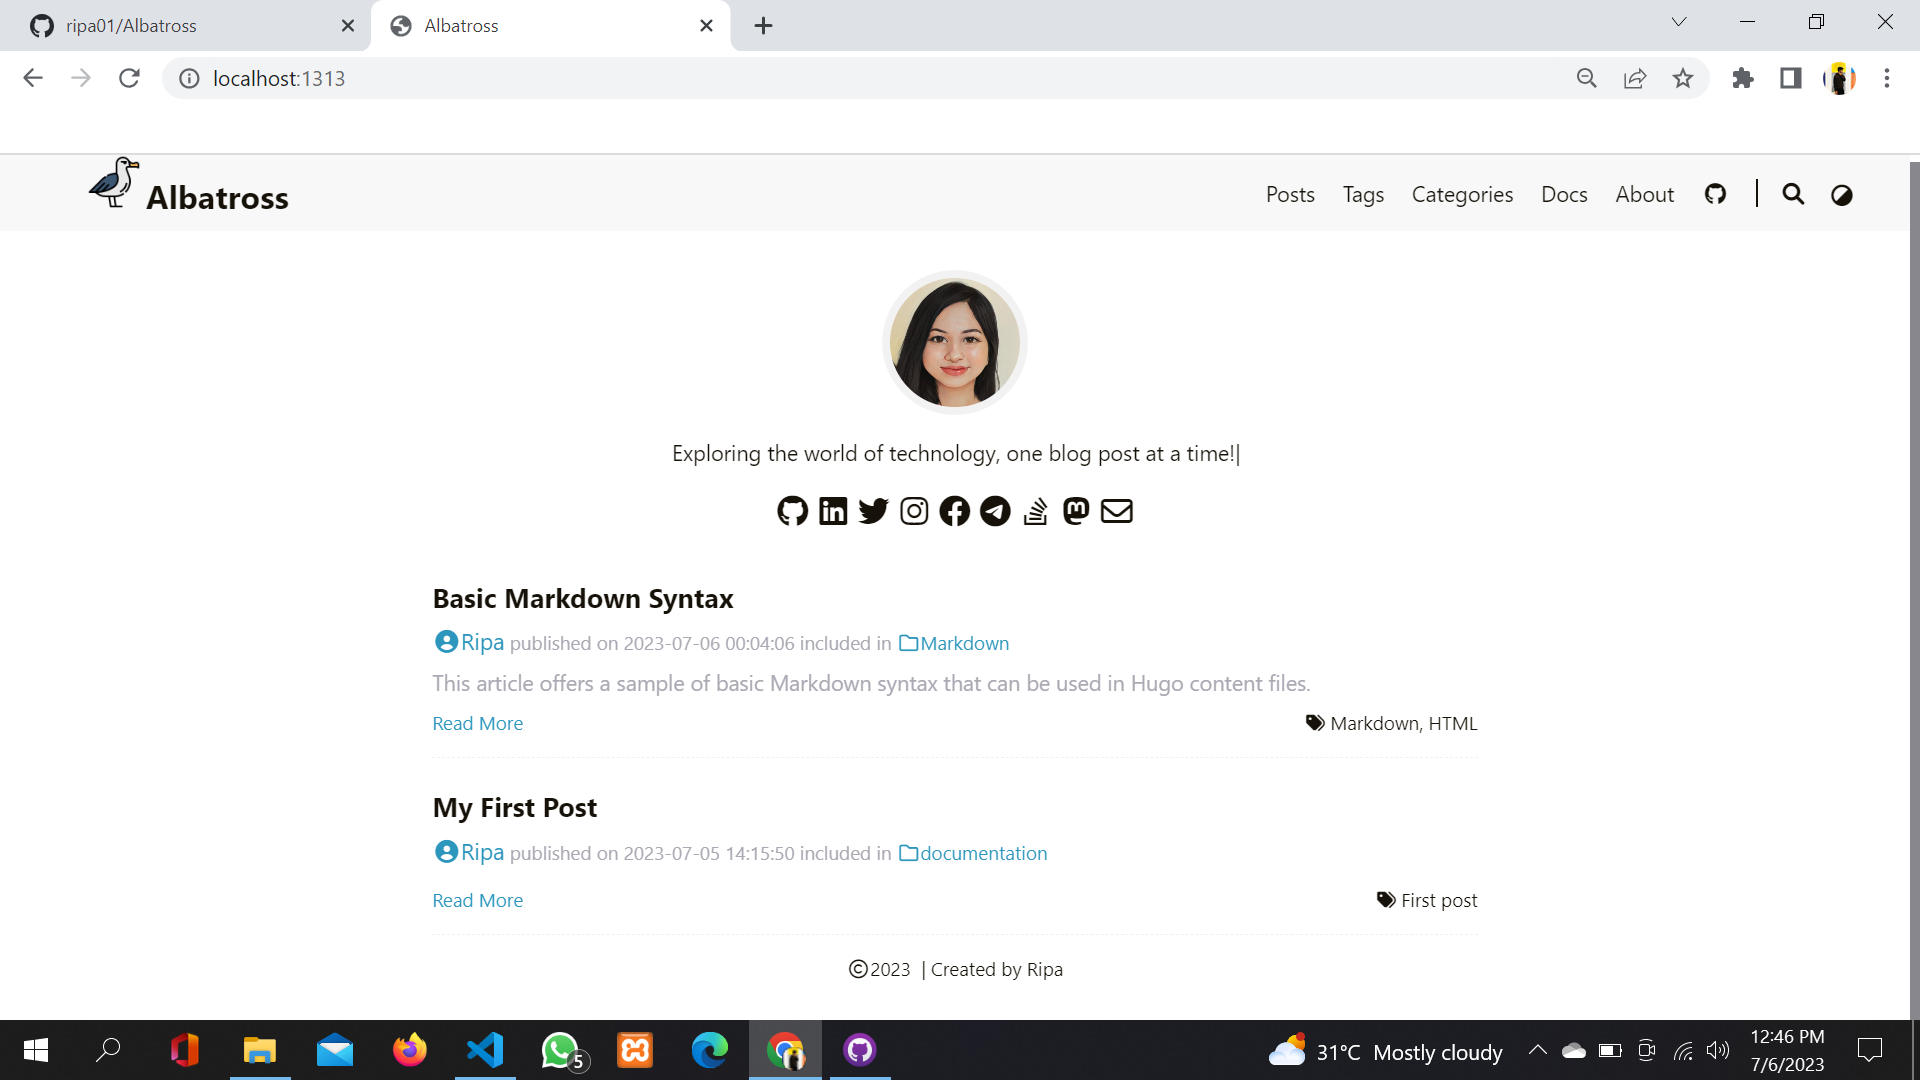 ripa01/Albatross
Albatross
localhost:1313
Albatross
Posts Tags Categories Docs About
Exploring the world of technology, one blog post at a time!|
Basic Markdown Syntax
Ripa published on 2023-07-06 00:04:06 included in Markdown
This article offers a sample of basic Markdown syntax that can be used in Hugo content files.
Read More
Markdown, HTML
My First Post
Ripa published on 2023-07-05 14:15:50 included in documentation
Read More
First post
©2023 | Created by Ripa
5
31°C Mostly cloudy
12:46 PM
7/6/2023